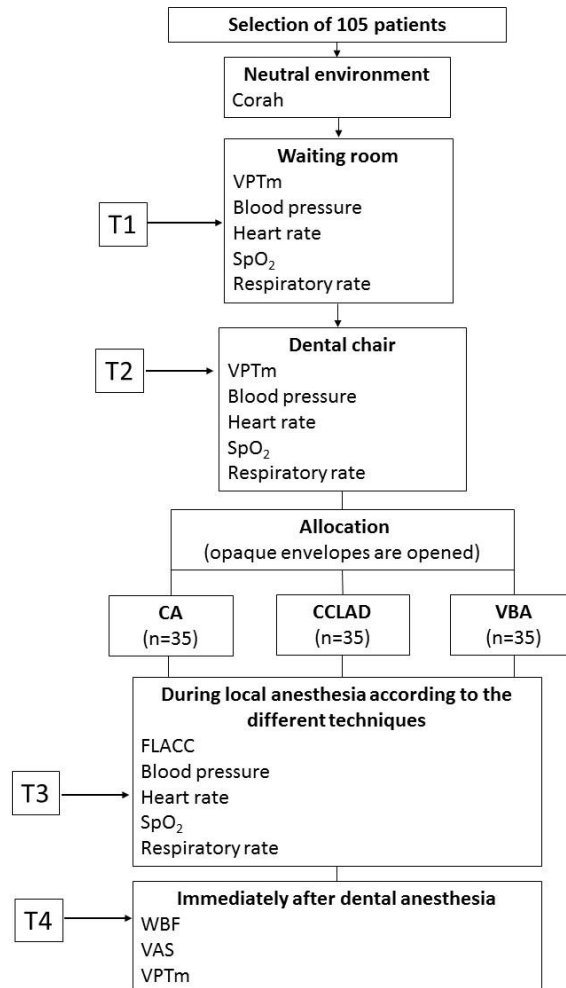 Selection of 105 patients
Neutral environment
Corah
Waiting room
VPTm
Blood pressure
Heart rate
SpO₂
Respiratory rate
T1
Dental chair
VPTm
Blood pressure
Heart rate
SpO₂
Respiratory rate
T2
Allocation
(opaque envelopes are opened)
CA
(n=35)
CCLAD
(n=35)
VBA
(n=35)
During local anesthesia according to the
different techniques
FLACC
Blood pressure
Heart rate
SpO₂
Respiratory rate
T3
Immediately after dental anesthesia
WBF
VAS
VPTm
T4